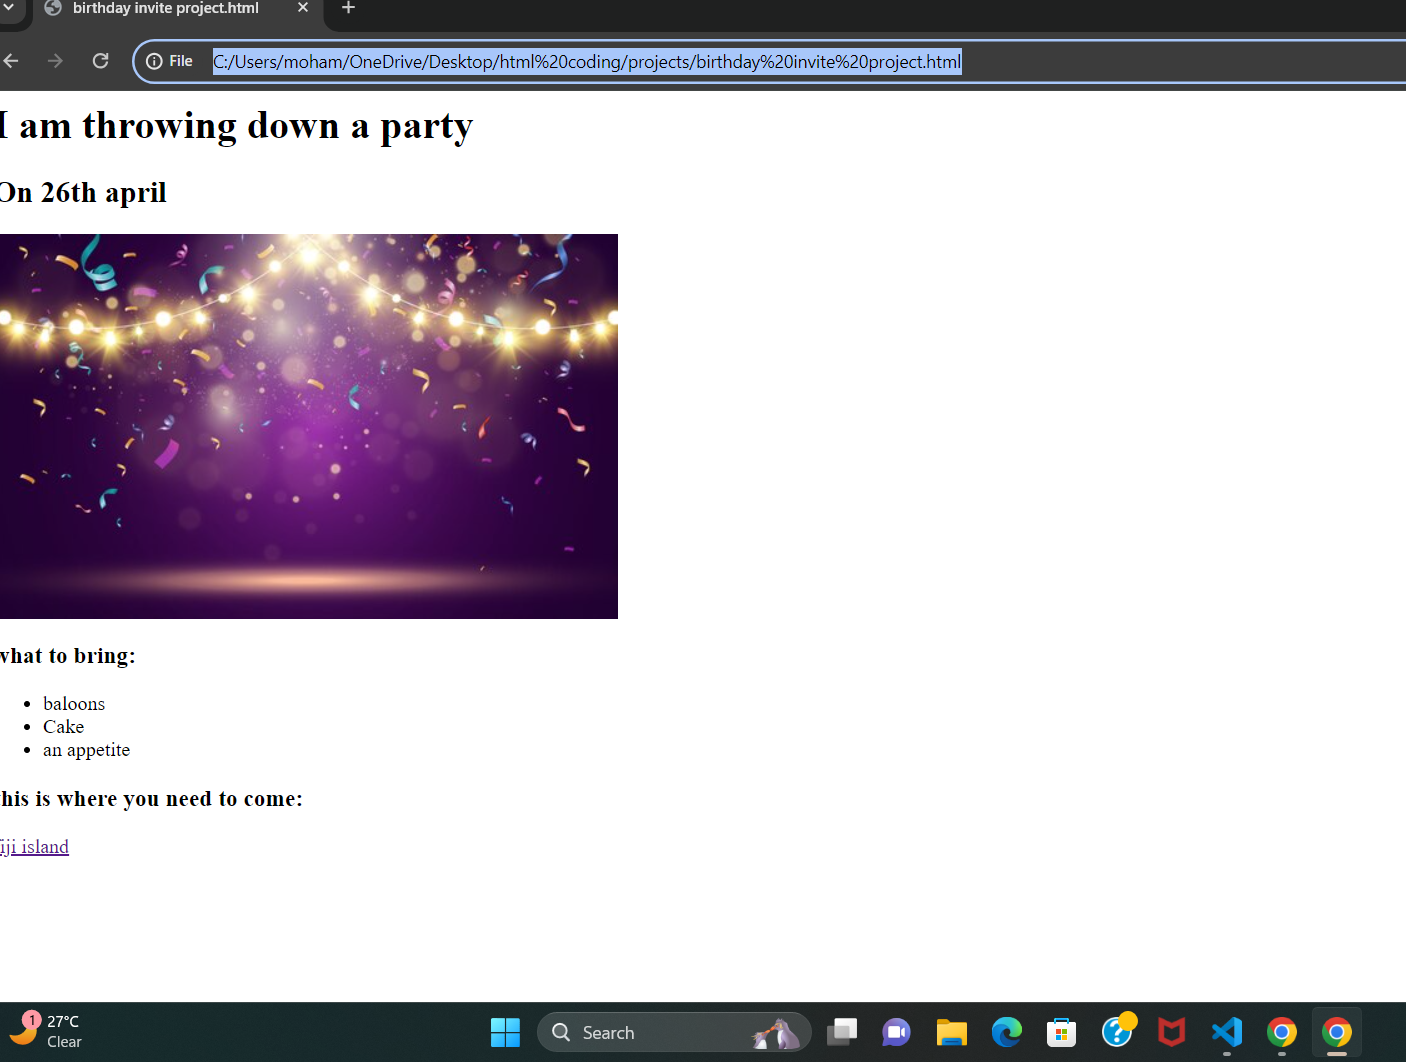 birthday invite project.html
File C:/Users/moham/OneDrive/Desktop/html%20coding/projects/birthday%20invite%20project.html
I am throwing down a party
On 26th april
what to bring:
baloons
Cake
an appetite
this is where you need to come:
fiji island
1
27°C
Clear
Search